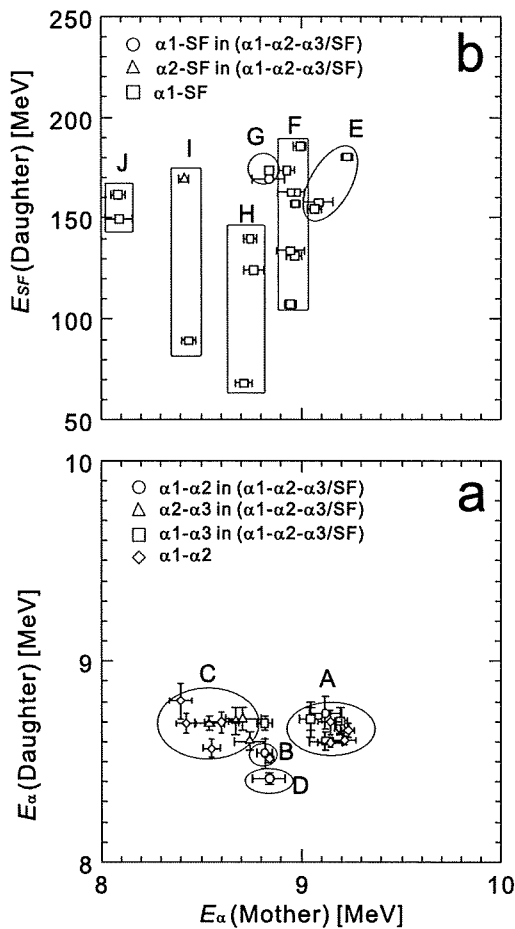 250
200
150
100
50
E_SF (Daughter) [MeV]
b
α1-SF in (α1-α2-α3/SF)
α2-SF in (α1-α2-α3/SF)
α1-SF
G
F
E
J
I
H
10
9
8
Eα (Daughter) [MeV]
a
α1-α2 in (α1-α2-α3/SF)
α2-α3 in (α1-α2-α3/SF)
α1-α3 in (α1-α2-α3/SF)
α1-α2
C
A
B
D
8
9
10
Eα (Mother) [MeV]